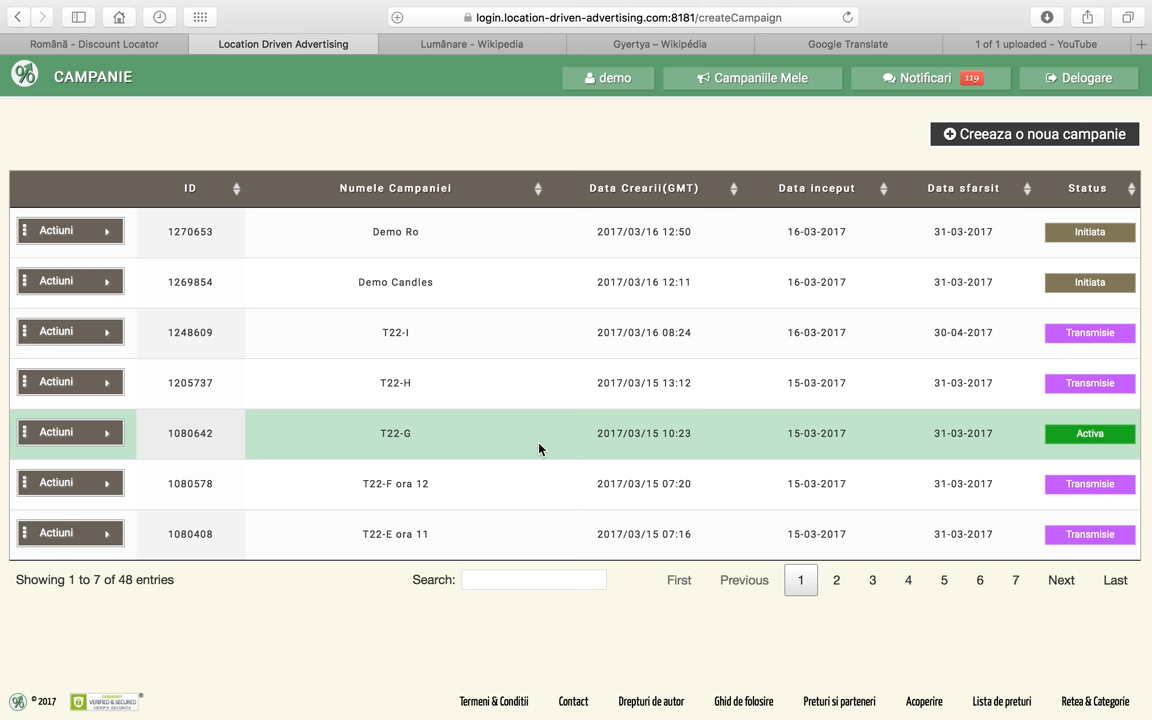 login.location-driven-advertising.com:8181/createCampaign
Română - Discount Locator
Location Driven Advertising
Lumânare - Wikipedia
Gyertya – Wikipédia
Google Translate
1 of 1 uploaded - YouTube
CAMPANIE
demo
Campaniile Mele
Notificari 119
Delogare
Creeaza o noua campanie
ID Numele Campaniei Data Crearii(GMT) Data inceput Data sfarsit Status
Actiuni 1270653 Demo Ro 2017/03/16 12:50 16-03-2017 31-03-2017 Initiata
Actiuni 1269854 Demo Candles 2017/03/16 12:11 16-03-2017 31-03-2017 Initiata
Actiuni 1248609 T22-I 2017/03/16 08:24 16-03-2017 30-04-2017 Transmisie
Actiuni 1205737 T22-H 2017/03/15 13:12 15-03-2017 31-03-2017 Transmisie
Actiuni 1080642 T22-G 2017/03/15 10:23 15-03-2017 31-03-2017 Activa
Actiuni 1080578 T22-F ora 12 2017/03/15 07:20 15-03-2017 31-03-2017 Transmisie
Actiuni 1080408 T22-E ora 11 2017/03/15 07:16 15-03-2017 31-03-2017 Transmisie
Showing 1 to 7 of 48 entries Search: First Previous 1 2 3 4 5 6 7 Next Last
© 2017 VERIFIED & SECURED Termeni & Conditii Contact Drepturi de autor Ghid de folosire Preturi si parteneri Acoperire Lista de preturi Retea & Categorie